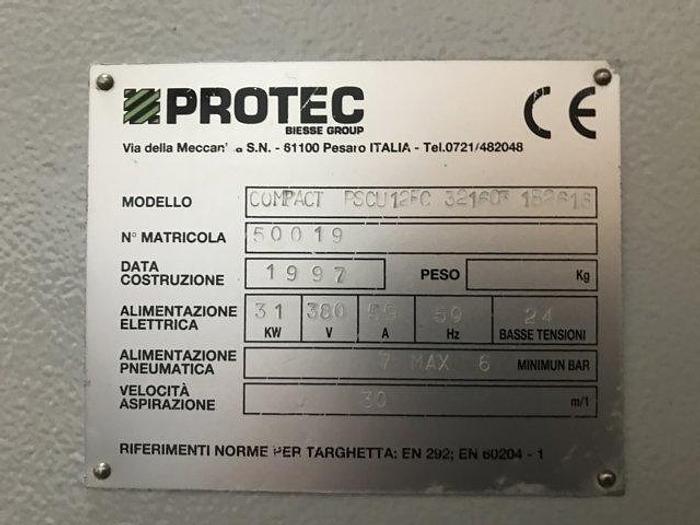 PROTEC
BIESSE GROUP
CE
Via della S.N. - 61100 Pesaro ITALIA - Tel.0721/482048
MODELLO COMPACT
N° MATRICOLA 50019
DATA COSTRUZIONE 1997 PESO Kg
ALIMENTAZIONE ELETTRICA 31 KW 380 V A 50 Hz 24 BASSE TENSIONI
ALIMENTAZIONE PNEUMATICA 7 MAX 6 MINIMUN BAR
VELOCITÀ ASPIRAZIONE 30 m/1
RIFERIMENTI NORME PER TARGHETTA: EN 292; EN 60204 - 1